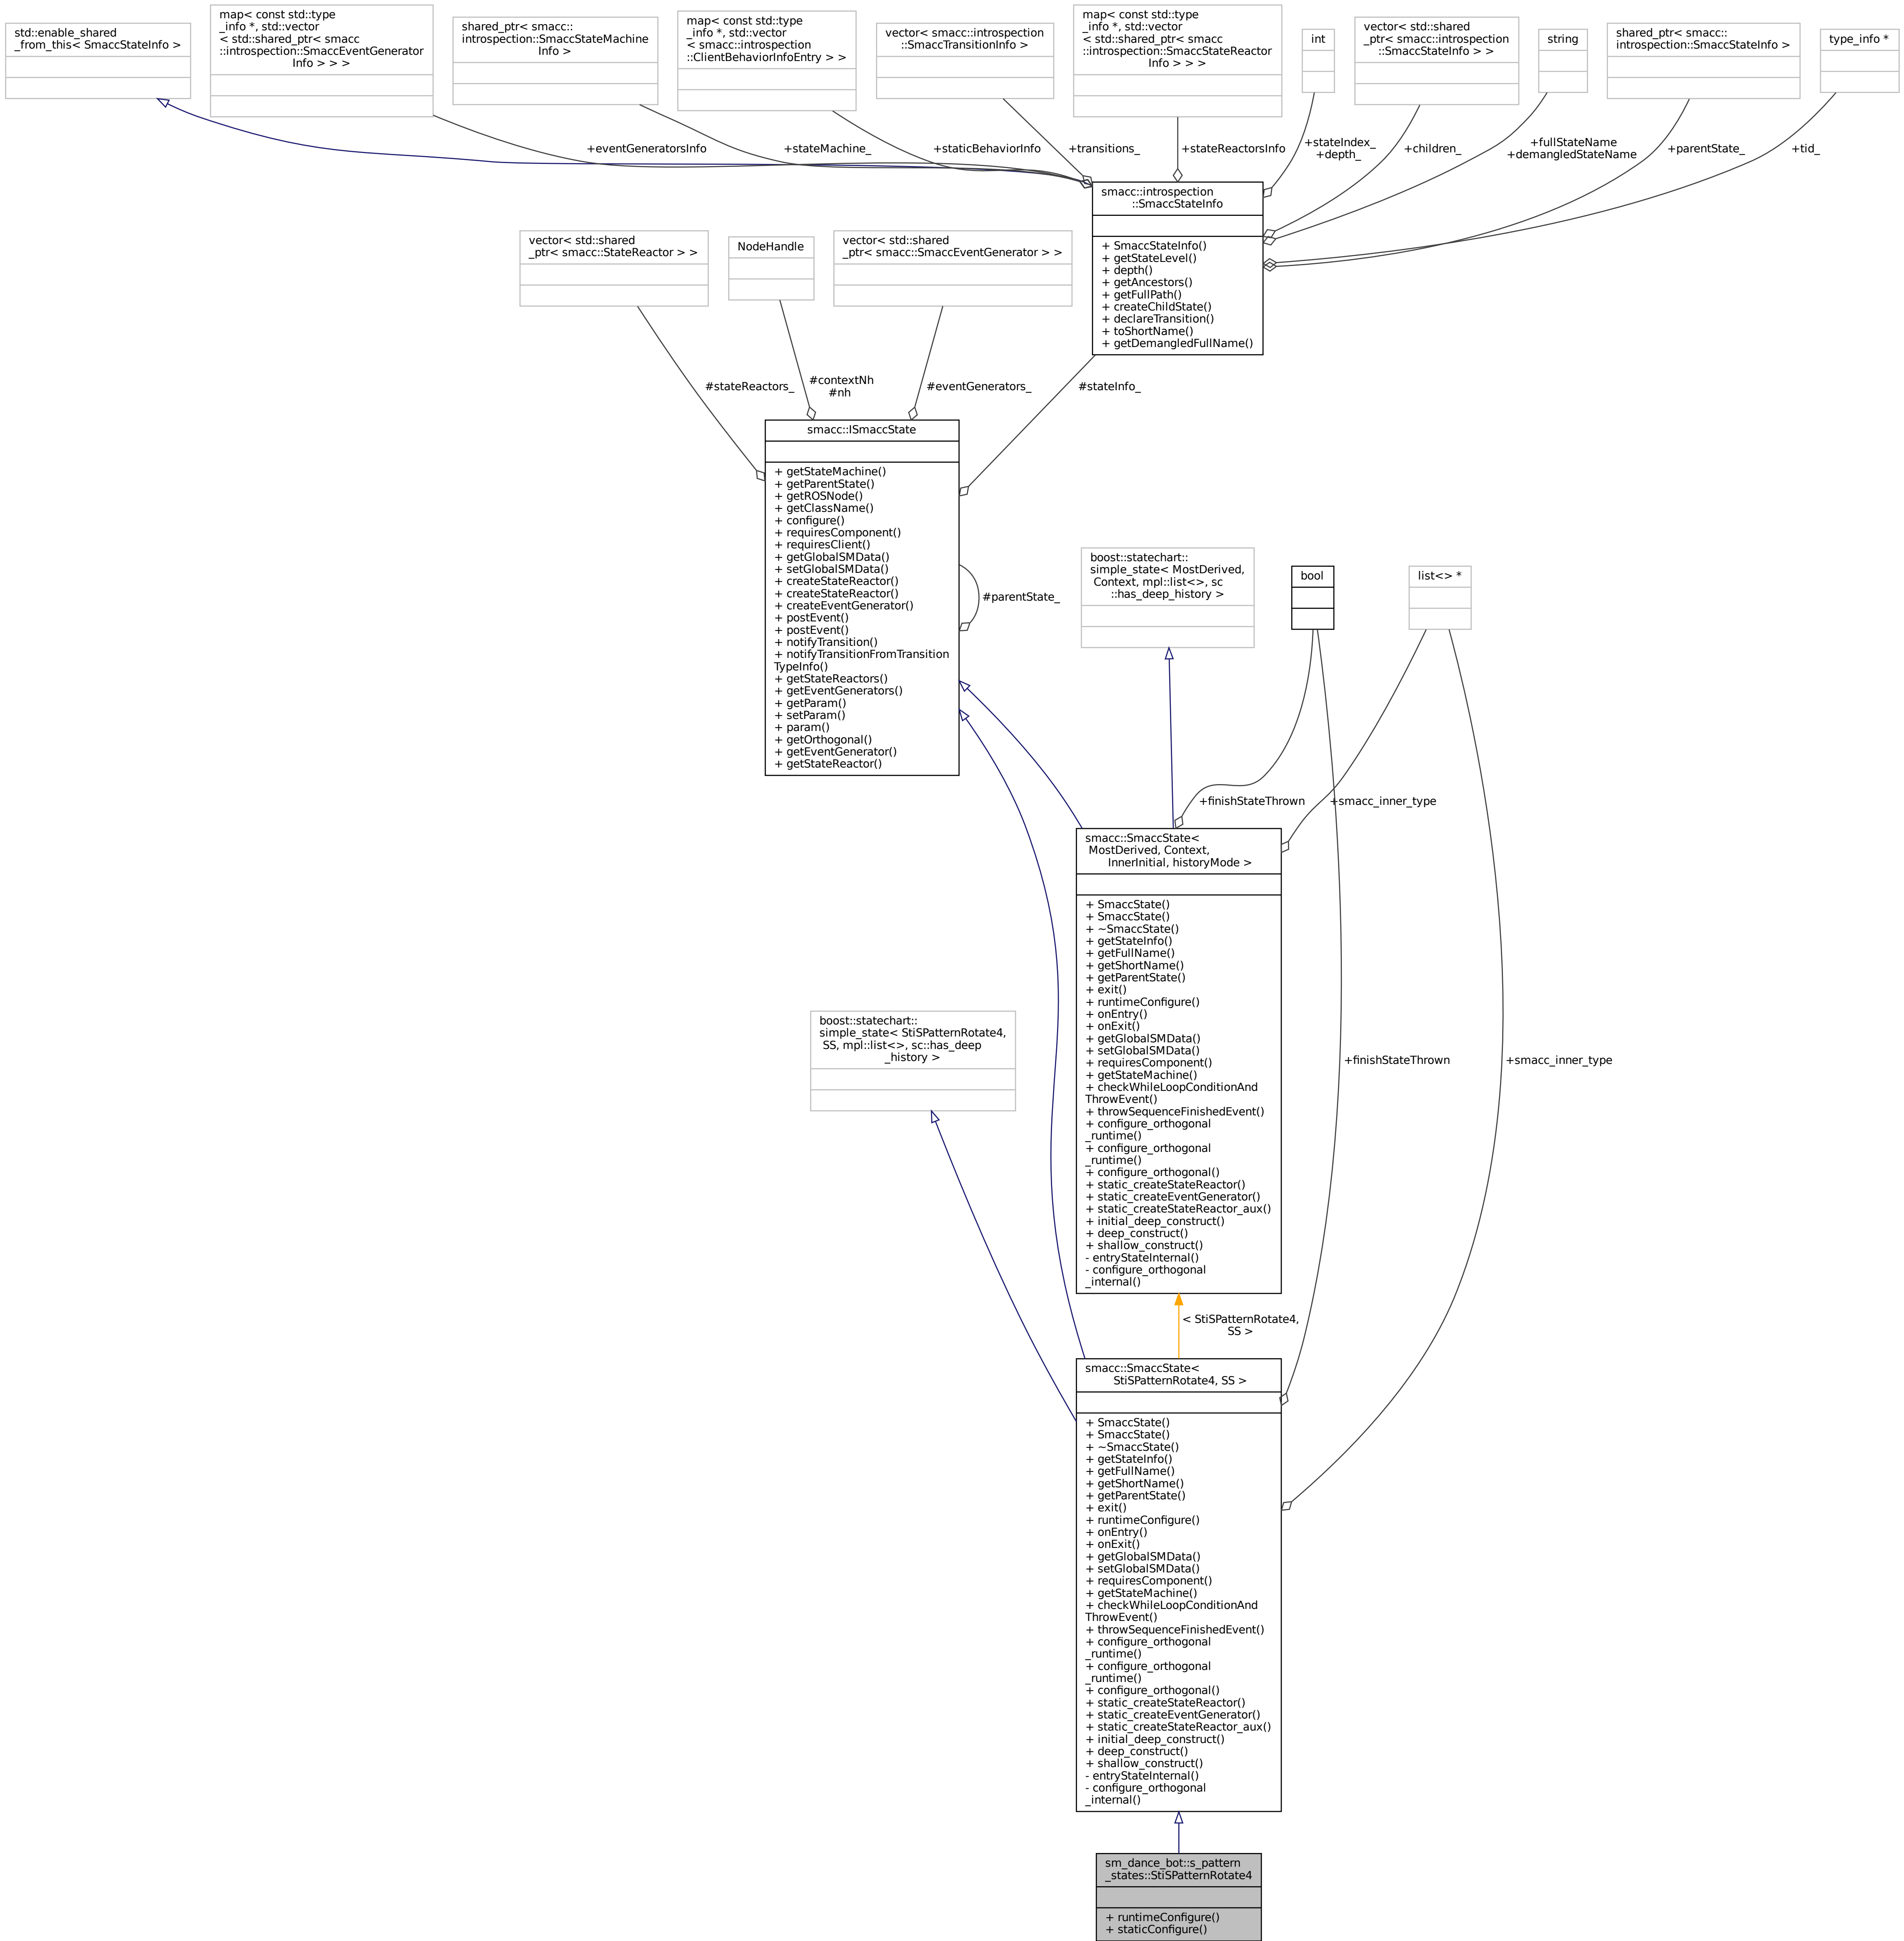 std::enable_shared
_from_this< SmaccStateInfo >
map< const std::type
_info *, std::vector
< std::shared_ptr< smacc
::introspection::SmaccEventGenerator
Info > > >
shared_ptr< smacc::
introspection::SmaccStateMachine
Info >
map< const std::type
_info *, std::vector
< smacc::introspection
::ClientBehaviorInfoEntry > >
vector< smacc::introspection
::SmaccTransitionInfo >
map< const std::type
_info *, std::vector
< std::shared_ptr< smacc
::introspection::SmaccStateReactor
Info > > >
int
vector< std::shared
_ptr< smacc::introspection
::SmaccStateInfo > >
string
shared_ptr< smacc::
introspection::SmaccStateInfo >
type_info *
+eventGeneratorsInfo
+stateMachine_
+staticBehaviorInfo
+transitions_
+stateReactorsInfo
+stateIndex_
+depth_
+children_
+fullStateName
+demangledStateName
+parentState_
+tid_
smacc::introspection
::SmaccStateInfo
+ SmaccStateInfo()
+ getStateLevel()
+ depth()
+ getAncestors()
+ getFullPath()
+ createChildState()
+ declareTransition()
+ toShortName()
+ getDemangledFullName()
vector< std::shared
_ptr< smacc::StateReactor > >
NodeHandle
vector< std::shared
_ptr< smacc::SmaccEventGenerator > >
#stateReactors_
#contextNh
#nh
#eventGenerators_
#stateInfo_
smacc::ISmaccState
+ getStateMachine()
+ getParentState()
+ getROSNode()
+ getClassName()
+ configure()
+ requiresComponent()
+ requiresClient()
+ getGlobalSMData()
+ setGlobalSMData()
+ createStateReactor()
+ createStateReactor()
+ createEventGenerator()
+ postEvent()
+ postEvent()
+ notifyTransition()
+ notifyTransitionFromTransition
TypeInfo()
+ getStateReactors()
+ getEventGenerators()
+ getParam()
+ setParam()
+ param()
+ getOrthogonal()
+ getEventGenerator()
+ getStateReactor()
#parentState_
boost::statechart::
simple_state< MostDerived,
Context, mpl::list<>, sc
::has_deep_history >
bool
list<> *
+finishStateThrown
+smacc_inner_type
smacc::SmaccState<
MostDerived, Context,
InnerInitial, historyMode >
+ SmaccState()
+ SmaccState()
+ ~SmaccState()
+ getStateInfo()
+ getFullName()
+ getShortName()
+ getParentState()
+ exit()
+ runtimeConfigure()
+ onEntry()
+ onExit()
+ getGlobalSMData()
+ setGlobalSMData()
+ requiresComponent()
+ getStateMachine()
+ checkWhileLoopConditionAnd
ThrowEvent()
+ throwSequenceFinishedEvent()
+ configure_orthogonal
_runtime()
+ configure_orthogonal
_runtime()
+ configure_orthogonal()
+ static_createStateReactor()
+ static_createEventGenerator()
+ static_createStateReactor_aux()
+ initial_deep_construct()
+ deep_construct()
+ shallow_construct()
- entryStateInternal()
- configure_orthogonal
_internal()
boost::statechart::
simple_state< StiSPatternRotate4,
SS, mpl::list<>, sc::has_deep
_history >
+finishStateThrown
+smacc_inner_type
< StiSPatternRotate4,
SS >
smacc::SmaccState<
StiSPatternRotate4, SS >
+ SmaccState()
+ SmaccState()
+ ~SmaccState()
+ getStateInfo()
+ getFullName()
+ getShortName()
+ getParentState()
+ exit()
+ runtimeConfigure()
+ onEntry()
+ onExit()
+ getGlobalSMData()
+ setGlobalSMData()
+ requiresComponent()
+ getStateMachine()
+ checkWhileLoopConditionAnd
ThrowEvent()
+ throwSequenceFinishedEvent()
+ configure_orthogonal
_runtime()
+ configure_orthogonal
_runtime()
+ configure_orthogonal()
+ static_createStateReactor()
+ static_createEventGenerator()
+ static_createStateReactor_aux()
+ initial_deep_construct()
+ deep_construct()
+ shallow_construct()
- entryStateInternal()
- configure_orthogonal
_internal()
sm_dance_bot::s_pattern
_states::StiSPatternRotate4
+ runtimeConfigure()
+ staticConfigure()